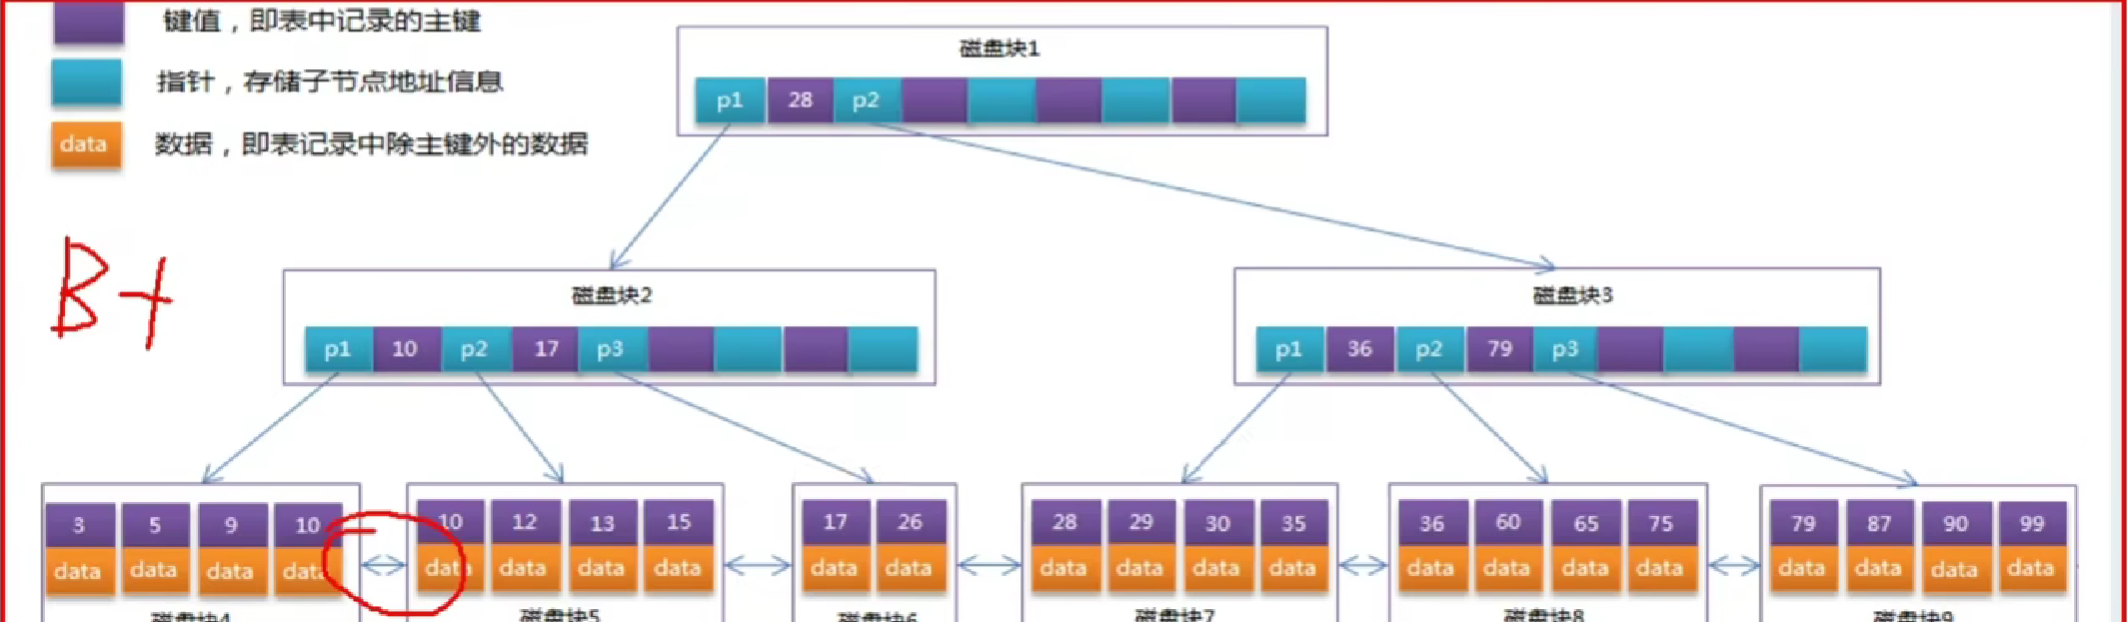 键值，即表中记录的主键
指针，存储子节点地址信息
data 数据，即表记录中除主键外的数据
磁盘块1
p1 28 p2
B+
磁盘块2 磁盘块3
p1 10 p2 17 p3 p1 36 p2 79 p3
3 5 9 10 10 12 13 15 17 26 28 29 30 35 36 60 65 75 79 87 90 99
data data data data data data data data data data data data data data data data data data data data data data
磁盘块4 磁盘块5 磁盘块6 磁盘块7 磁盘块8 磁盘块9